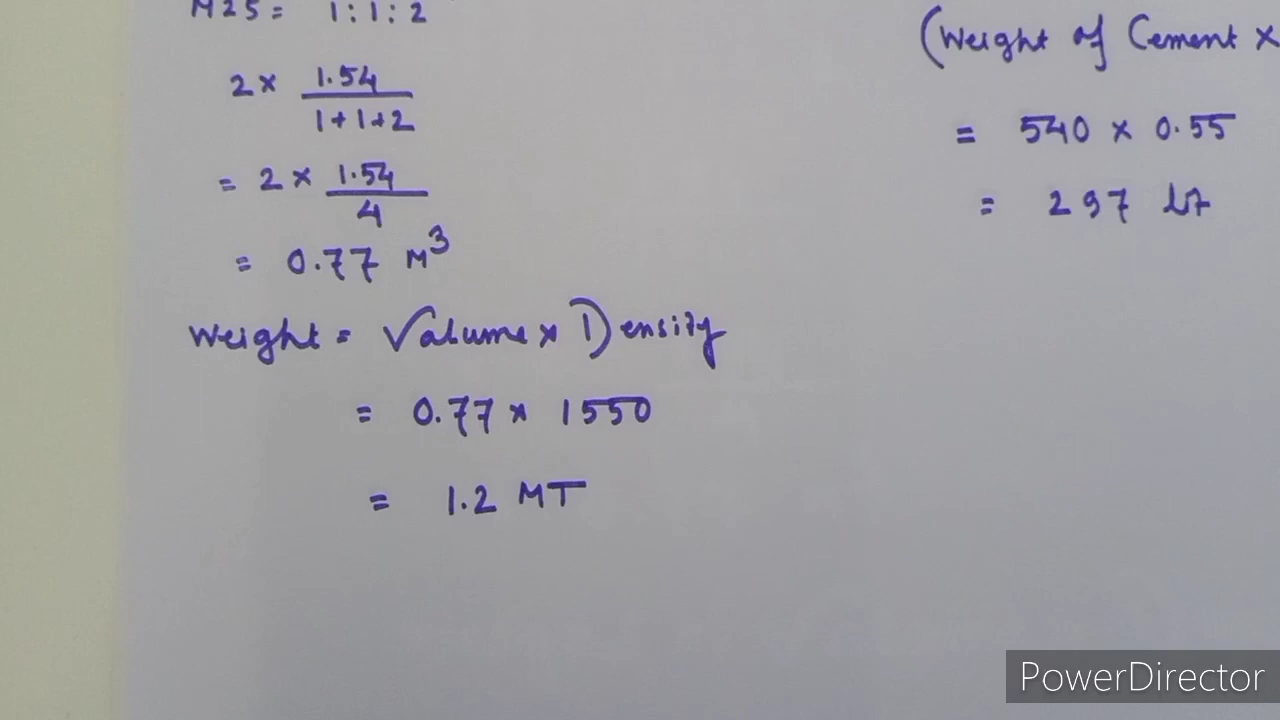 M25 = 1:1:2
2 × 1.54
1+1+2
= 2 × 1.54
4
= 0.77 M³
Weight = Volume × Density
= 0.77 × 1550
= 1.2 MT
(Weight of Cement ×
= 540 × 0.55
= 297 LT
PowerDirector